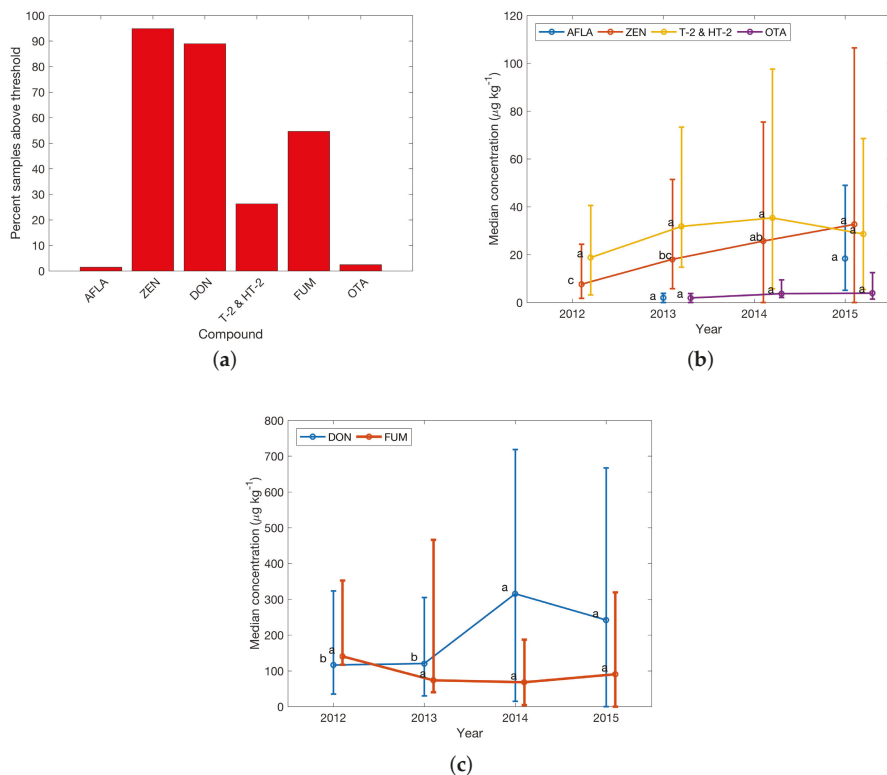 100
90
80
70
60
50
40
30
20
10
0
Percent samples above threshold
AFLA
ZEN
DON
T-2 & HT-2
FUM
OTA
Compound
(a)
120
100
80
60
40
20
0
Median concentration (μg kg⁻¹)
AFLA ZEN T-2 & HT-2 OTA
a a a a
c bc ab a
a a
a a a
2012 2013 2014 2015
Year
(b)
800
700
600
500
400
300
200
100
0
Median concentration (μg kg⁻¹)
DON FUM
b b a a
a a a a
2012 2013 2014 2015
Year
(c)